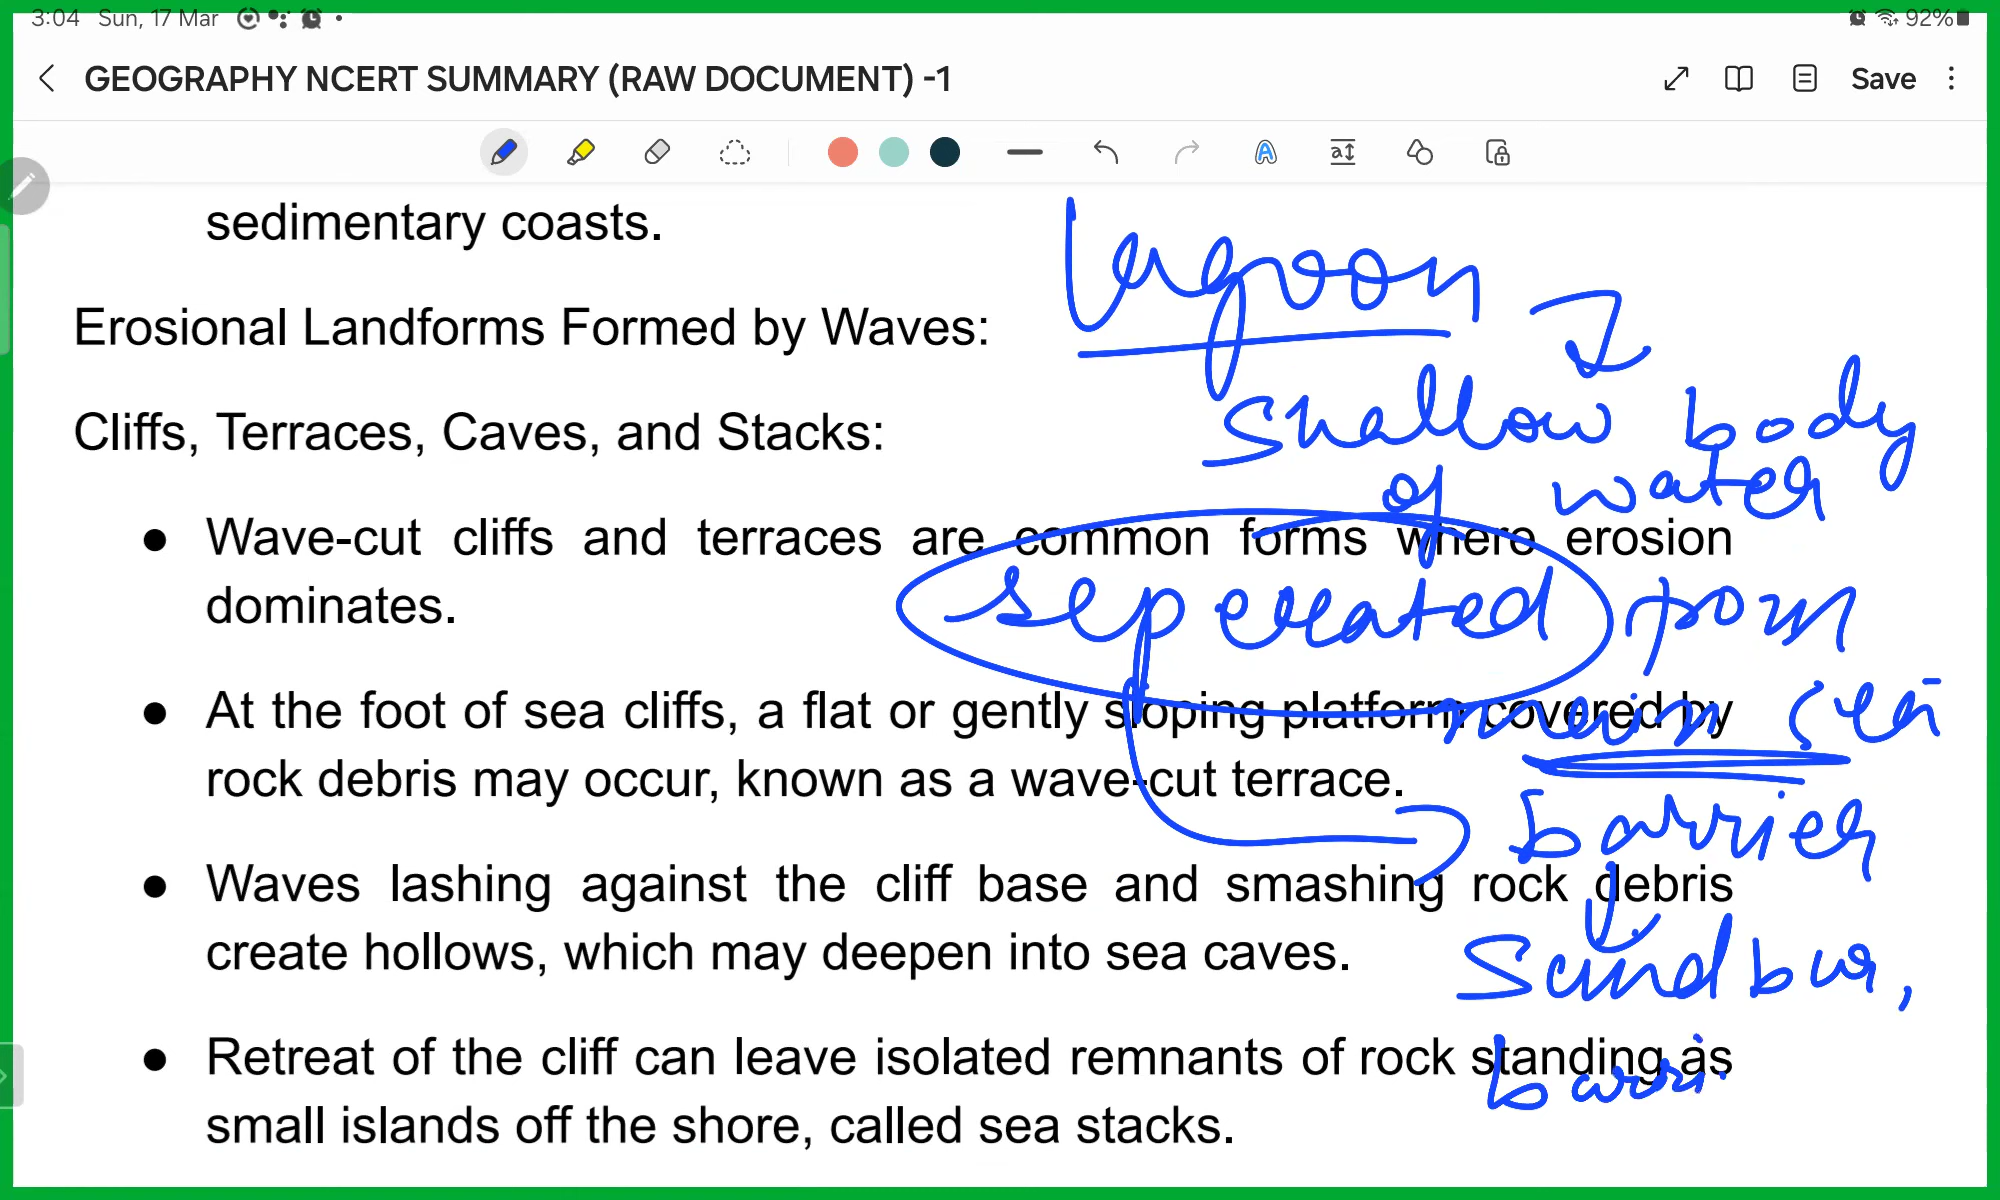 3:04 Sun, 17 Mar
92%
GEOGRAPHY NCERT SUMMARY (RAW DOCUMENT) -1
Save
sedimentary coasts.
Erosional Landforms Formed by Waves:
Cliffs, Terraces, Caves, and Stacks:
● Wave-cut cliffs and terraces are common forms where erosion
dominates.
● At the foot of sea cliffs, a flat or gently sloping platform covered by
rock debris may occur, known as a wave-cut terrace.
● Waves lashing against the cliff base and smashing rock debris
create hollows, which may deepen into sea caves.
● Retreat of the cliff can leave isolated remnants of rock standing as
small islands off the shore, called sea stacks.
lagoon
shallow body
of water
seperated from
main sea
barrier
Sandbar,
barri